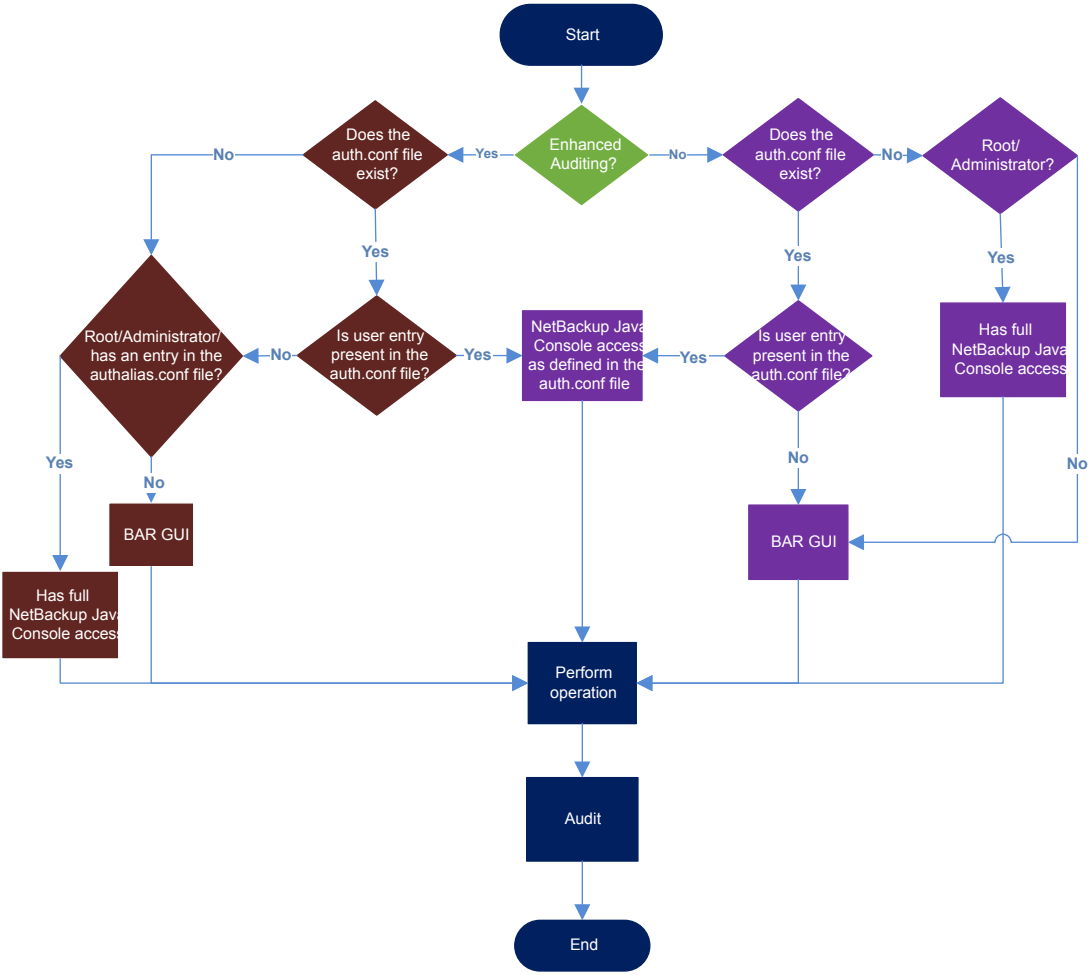 Start
Does the
auth.conf file
exist?
Yes
Enhanced
Auditing?
No
Does the
auth.conf file
exist?
No
Root/
Administrator?
No
Yes
Yes
Yes
Root/Administrator/
has an entry in the
authalias.conf file?
No
Is user entry
present in the
auth.conf file?
Yes
NetBackup Java
Console access
as defined in the
auth.conf file
Yes
Is user entry
present in the
auth.conf file?
Has full
NetBackup Java
Console access
Yes
No
No
No
BAR GUI
BAR GUI
Has full
NetBackup Java
Console access
Perform
operation
Audit
End